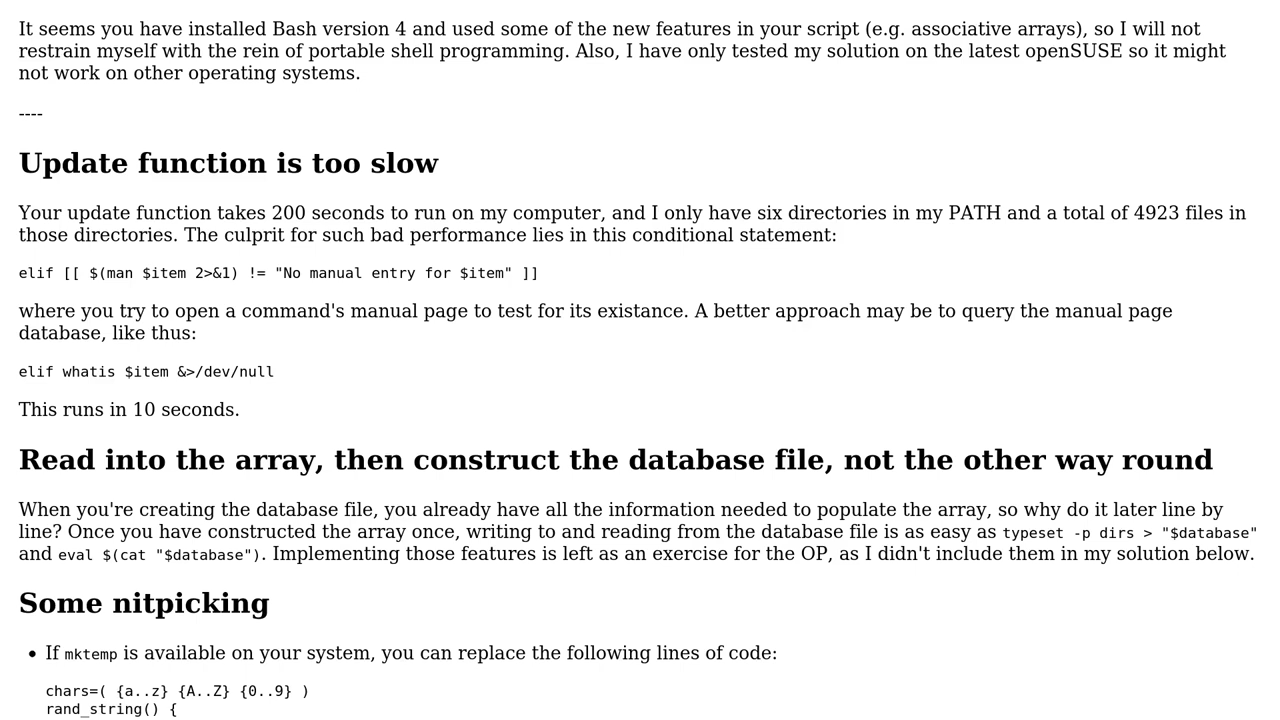 It seems you have installed Bash version 4 and used some of the new features in your script (e.g. associative arrays), so I will not
restrain myself with the rein of portable shell programming. Also, I have only tested my solution on the latest openSUSE so it might
not work on other operating systems.
----
Update function is too slow
Your update function takes 200 seconds to run on my computer, and I only have six directories in my PATH and a total of 4923 files in
those directories. The culprit for such bad performance lies in this conditional statement:
elif [[ $(man $item 2>&1) != "No manual entry for $item" ]]
where you try to open a command's manual page to test for its existance. A better approach may be to query the manual page
database, like thus:
elif whatis $item &>/dev/null
This runs in 10 seconds.
Read into the array, then construct the database file, not the other way round
When you're creating the database file, you already have all the information needed to populate the array, so why do it later line by
line? Once you have constructed the array once, writing to and reading from the database file is as easy as typeset -p dirs > "$database"
and eval $(cat "$database"). Implementing those features is left as an exercise for the OP, as I didn't include them in my solution below.
Some nitpicking
• If mktemp is available on your system, you can replace the following lines of code:
chars=( {a..z} {A..Z} {0..9} )
rand_string() {